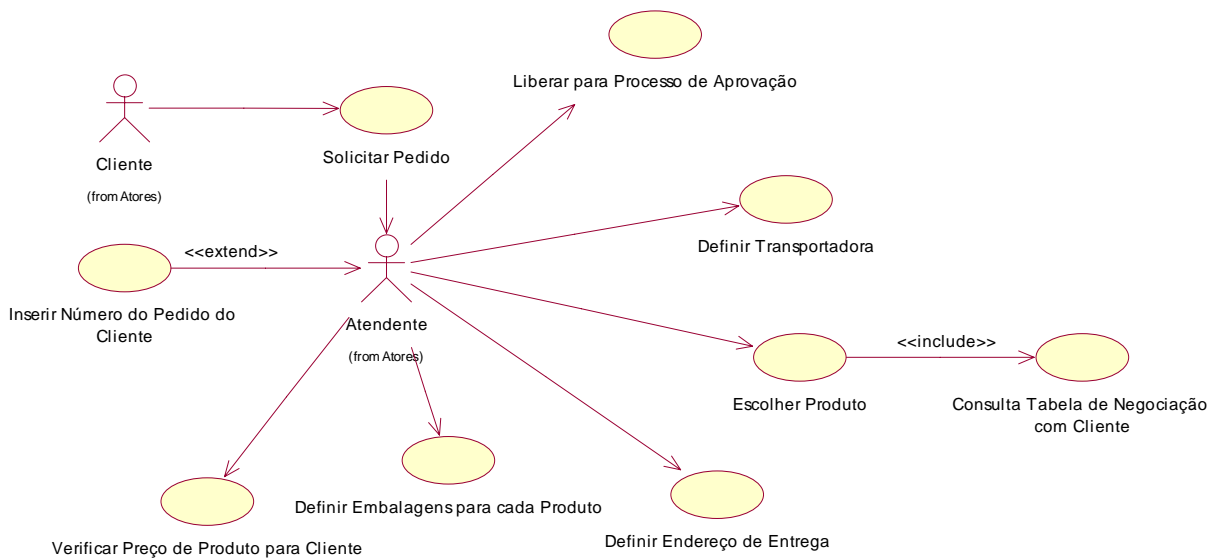 Liberar para Processo de Aprovação
Cliente
(from Atores)
Solicitar Pedido
Definir Transportadora
<<extend>>
Inserir Número do Pedido do
Cliente
Atendente
(from Atores)
<<include>>
Escolher Produto
Consulta Tabela de Negociação
com Cliente
Definir Embalagens para cada Produto
Verificar Preço de Produto para Cliente
Definir Endereço de Entrega